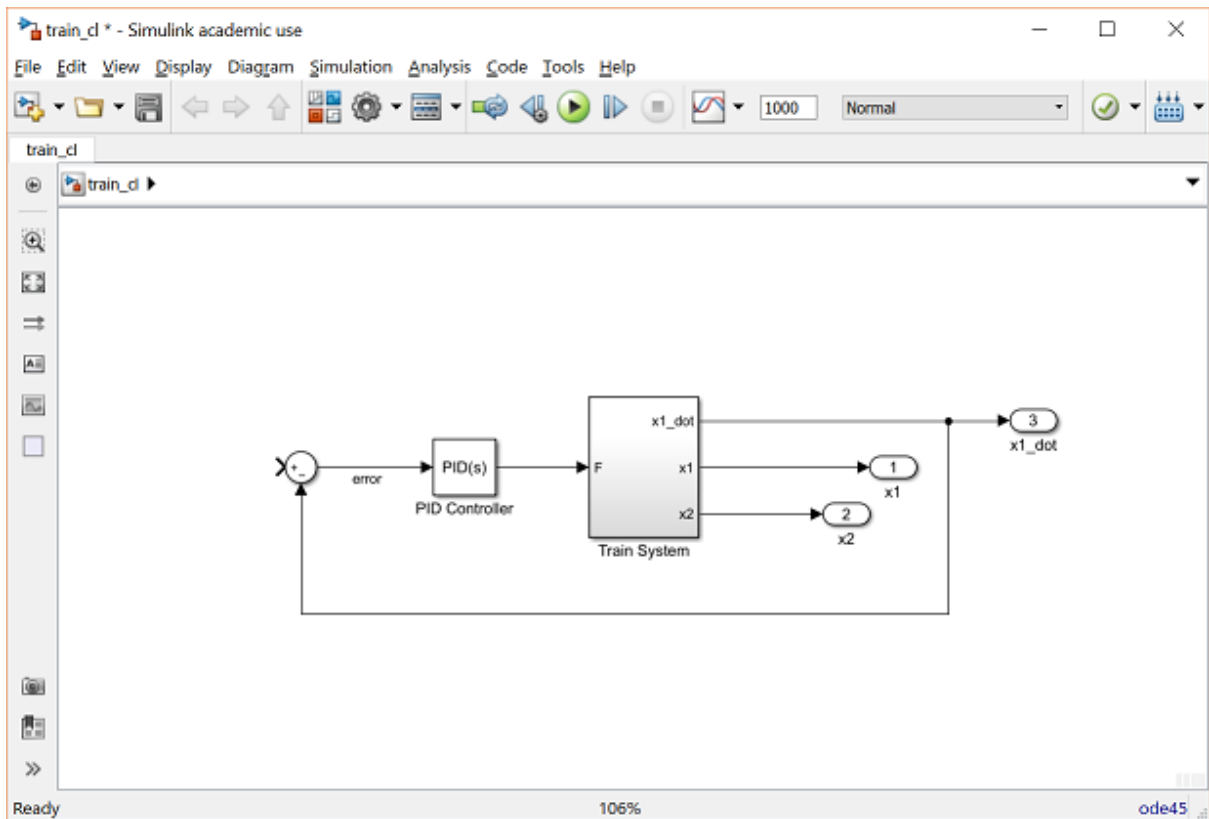 train_cl * - Simulink academic use
File Edit View Display Diagram Simulation Analysis Code Tools Help
1000 Normal
train_cl
train_cl
x1_dot
3
x1_dot
+
-
error
PID(s)
PID Controller
F
x1
1
x1
x2
2
x2
Train System
Ready 106% ode45